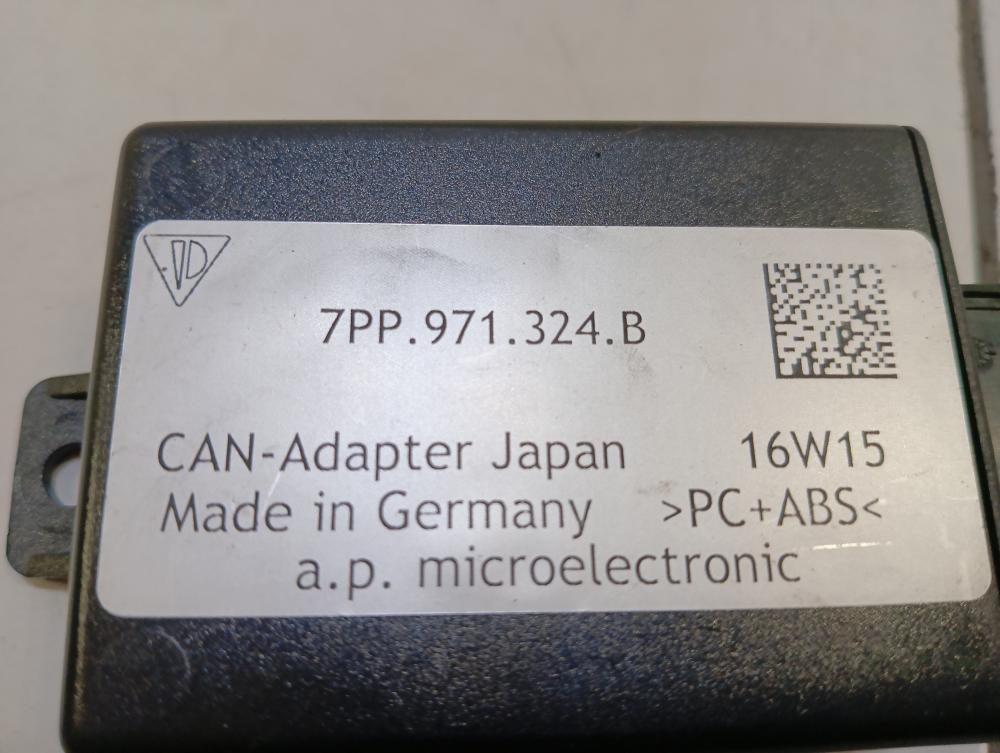 7PP.971.324.B
CAN-Adapter Japan 16W15
Made in Germany >PC+ABS<
a.p. microelectronic